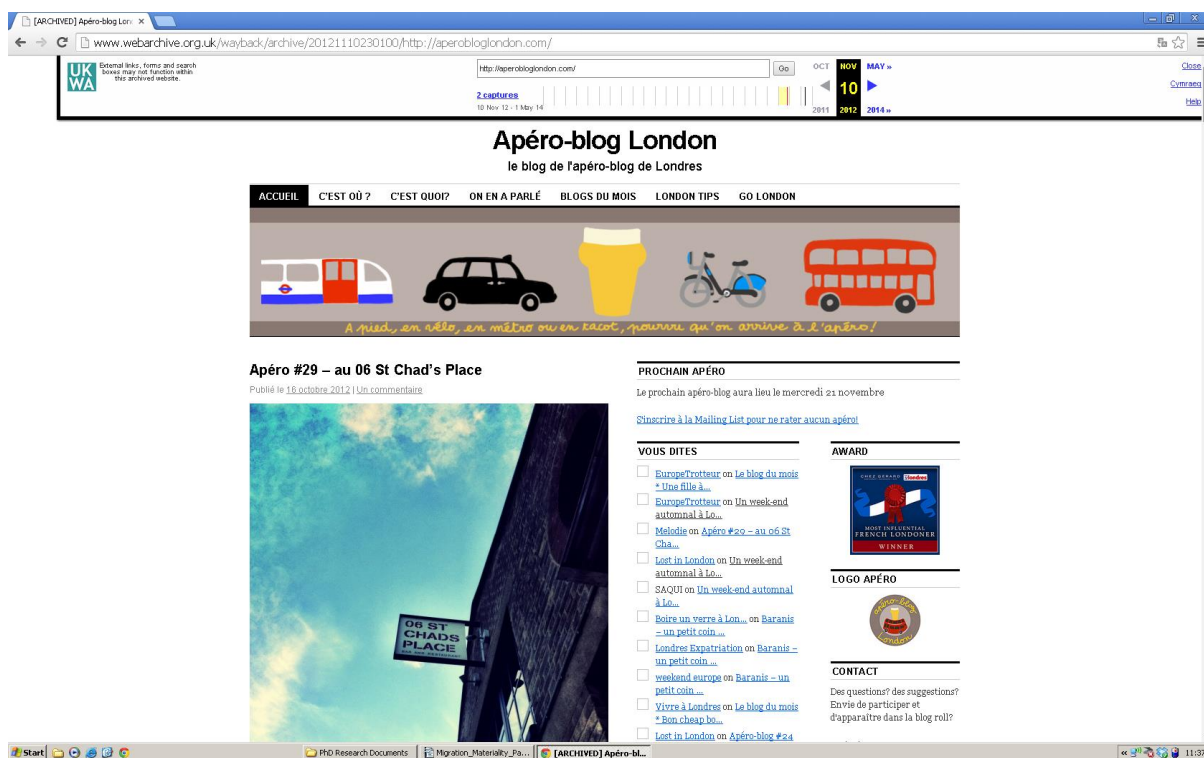 [ARCHIVED] Apéro-blog Lon
www.webarchive.org.uk/wayback/archive/20121110230100/http://aperobloglondon.com/
UK
WA
External links, forms and search
boxes may not function within
this archived website.
http://aperobloglondon.com/
Go
OCT NOV MAY »
Close
2 captures
10
Cymraeg
10 Nov 12 - 1 May 14
2011 2012 2014 »
Help
Apéro-blog London
le blog de l'apéro-blog de Londres
ACCUEIL C'EST OÙ ? C'EST QUOI? ON EN A PARLÉ BLOGS DU MOIS LONDON TIPS GO LONDON
A pied, en vélo, en métro ou en tacot, pourvu qu'on arrive à l'apéro!
Apéro #29 – au 06 St Chad's Place
Publié le 16 octobre 2012 | Un commentaire
06 ST
CHADS
PLACE
PROCHAIN APÉRO
Le prochain apéro-blog aura lieu le mercredi 21 novembre
S'inscrire à la Mailing List pour ne rater aucun apéro!
VOUS DITES
EuropeTrotteur on Le blog du mois
* Une fille à...
EuropeTrotteur on Un week-end
automnal à Lo...
Melodie on Apéro #29 – au 06 St
Cha...
Lost in London on Un week-end
automnal à Lo...
SAQUI on Un week-end automnal
à Lo...
Boire un verre à Lon... on Baranis
– un petit coin ...
Londres Expatriation on Baranis –
un petit coin ...
weekend europe on Baranis – un
petit coin ...
Vivre à Londres on Le blog du mois
* Bon cheap bo...
Lost in London on Apéro-blog #24
AWARD
CHEZ GERARD
MOST INFLUENTIAL
FRENCH LONDONER
WINNER
LOGO APÉRO
apéro-blog
London
CONTACT
Des questions? des suggestions?
Envie de participer et
d'apparaître dans la blog roll?
Start
PhD Research Documents
Migration_Materiality_Pa...
[ARCHIVED] Apéro-bl...
11:37